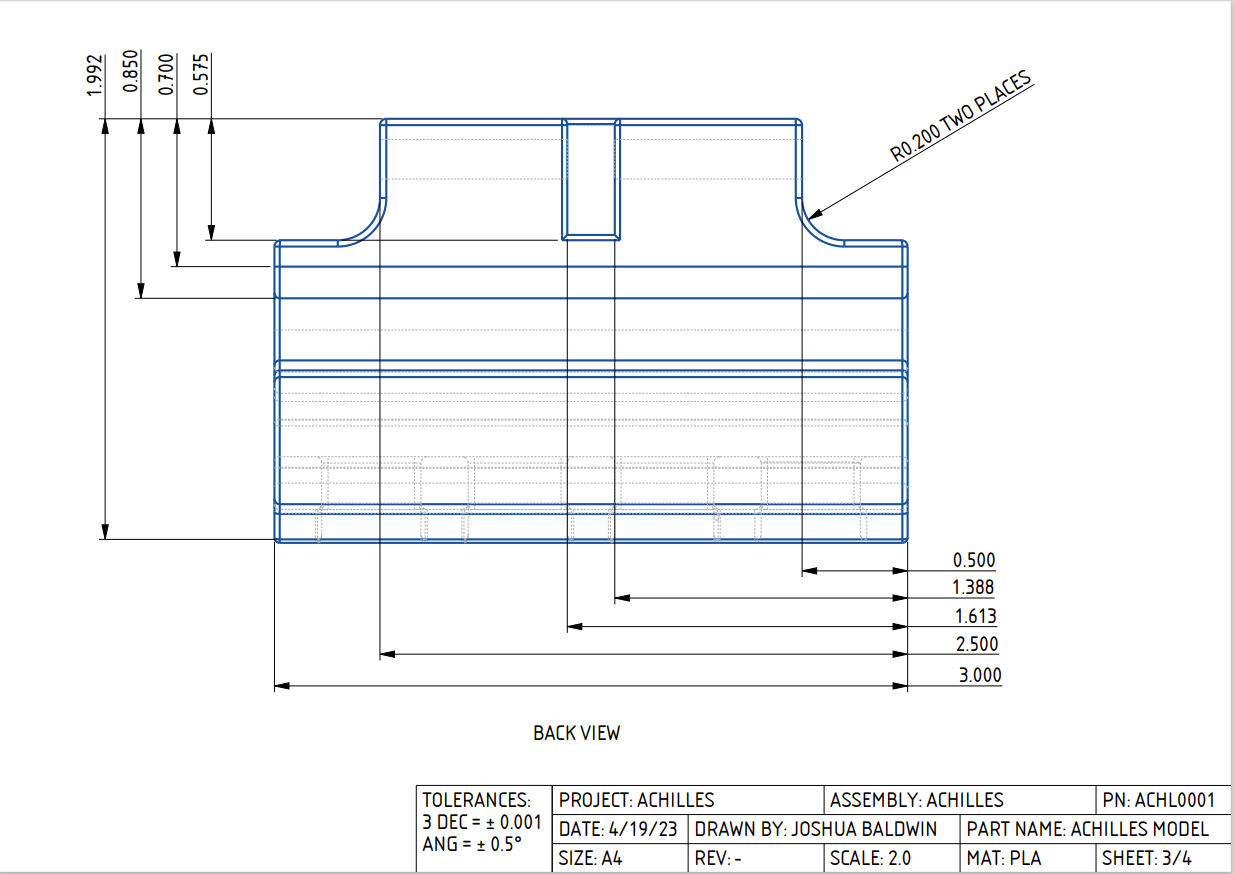 1.992
0.850
0.700
0.575
R0.200 TWO PLACES
0.500
1.388
1.613
2.500
3.000
BACK VIEW
TOLERANCES:
3 DEC = ± 0.001
ANG = ± 0.5°
PROJECT: ACHILLES
ASSEMBLY: ACHILLES
PN: ACHL0001
DATE: 4/19/23
DRAWN BY: JOSHUA BALDWIN
PART NAME: ACHILLES MODEL
SIZE: A4
REV: -
SCALE: 2.0
MAT: PLA
SHEET: 3/4